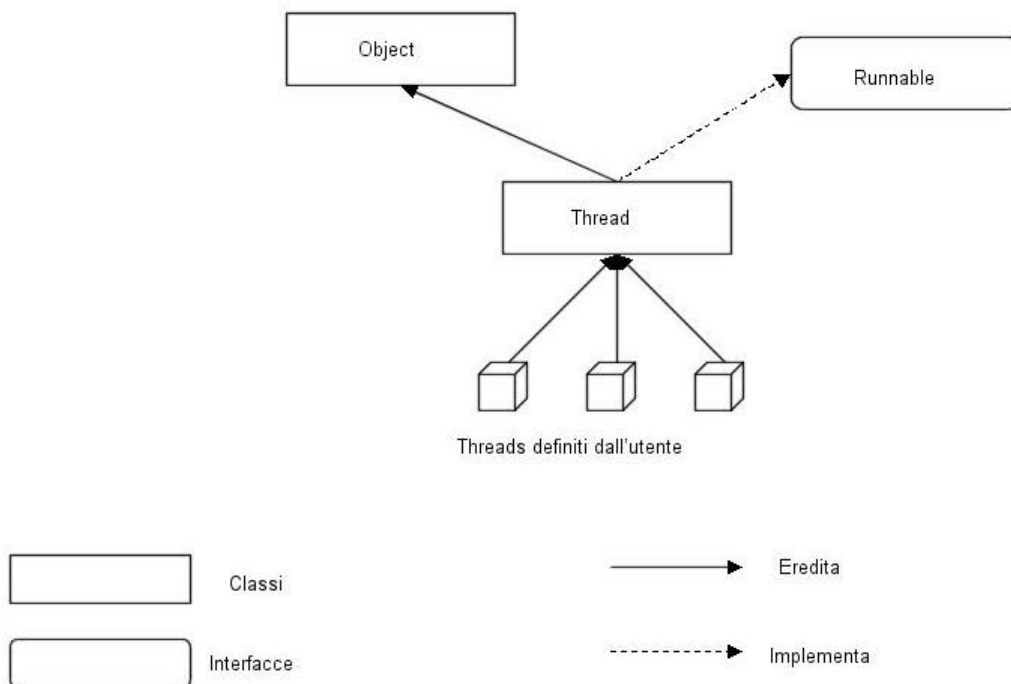 Object
Runnable
Thread
Threads definiti dall'utente
Classi
Eredita
Interfacce
Implementa